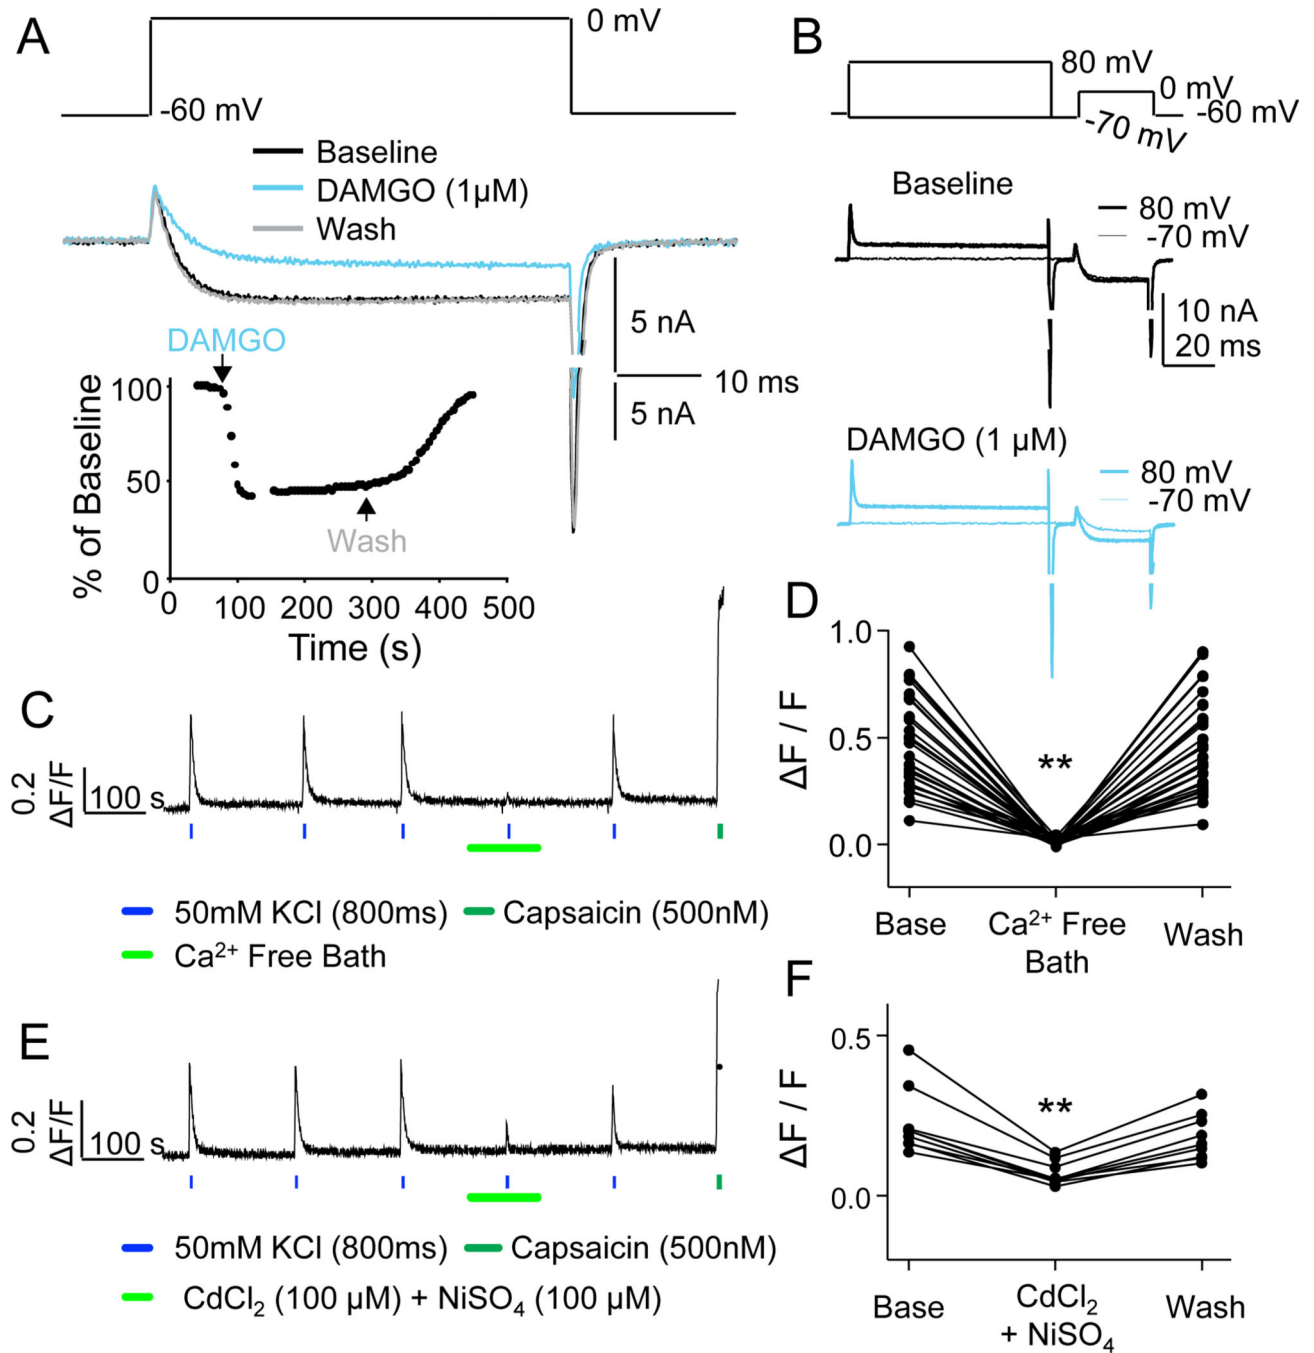 A
0 mV
-60 mV
Baseline
DAMGO (1μM)
Wash
5 nA
10 ms
5 nA
DAMGO
100
50
0
% of Baseline
Wash
0 100 200 300 400 500
Time (s)
B
80 mV
0 mV
-60 mV
-70 mV
Baseline
80 mV
-70 mV
10 nA
20 ms
DAMGO (1 μM)
80 mV
-70 mV
C
0.2
ΔF/F
100 s
50mM KCl (800ms)
Capsaicin (500nM)
Ca²⁺ Free Bath
D
1.0
0.5
0.0
ΔF / F
**
Base
Ca²⁺ Free
Bath
Wash
E
0.2
ΔF/F
100 s
50mM KCl (800ms)
Capsaicin (500nM)
CdCl₂ (100 μM) + NiSO₄ (100 μM)
F
0.5
0.0
ΔF / F
**
Base
CdCl₂
+ NiSO₄
Wash